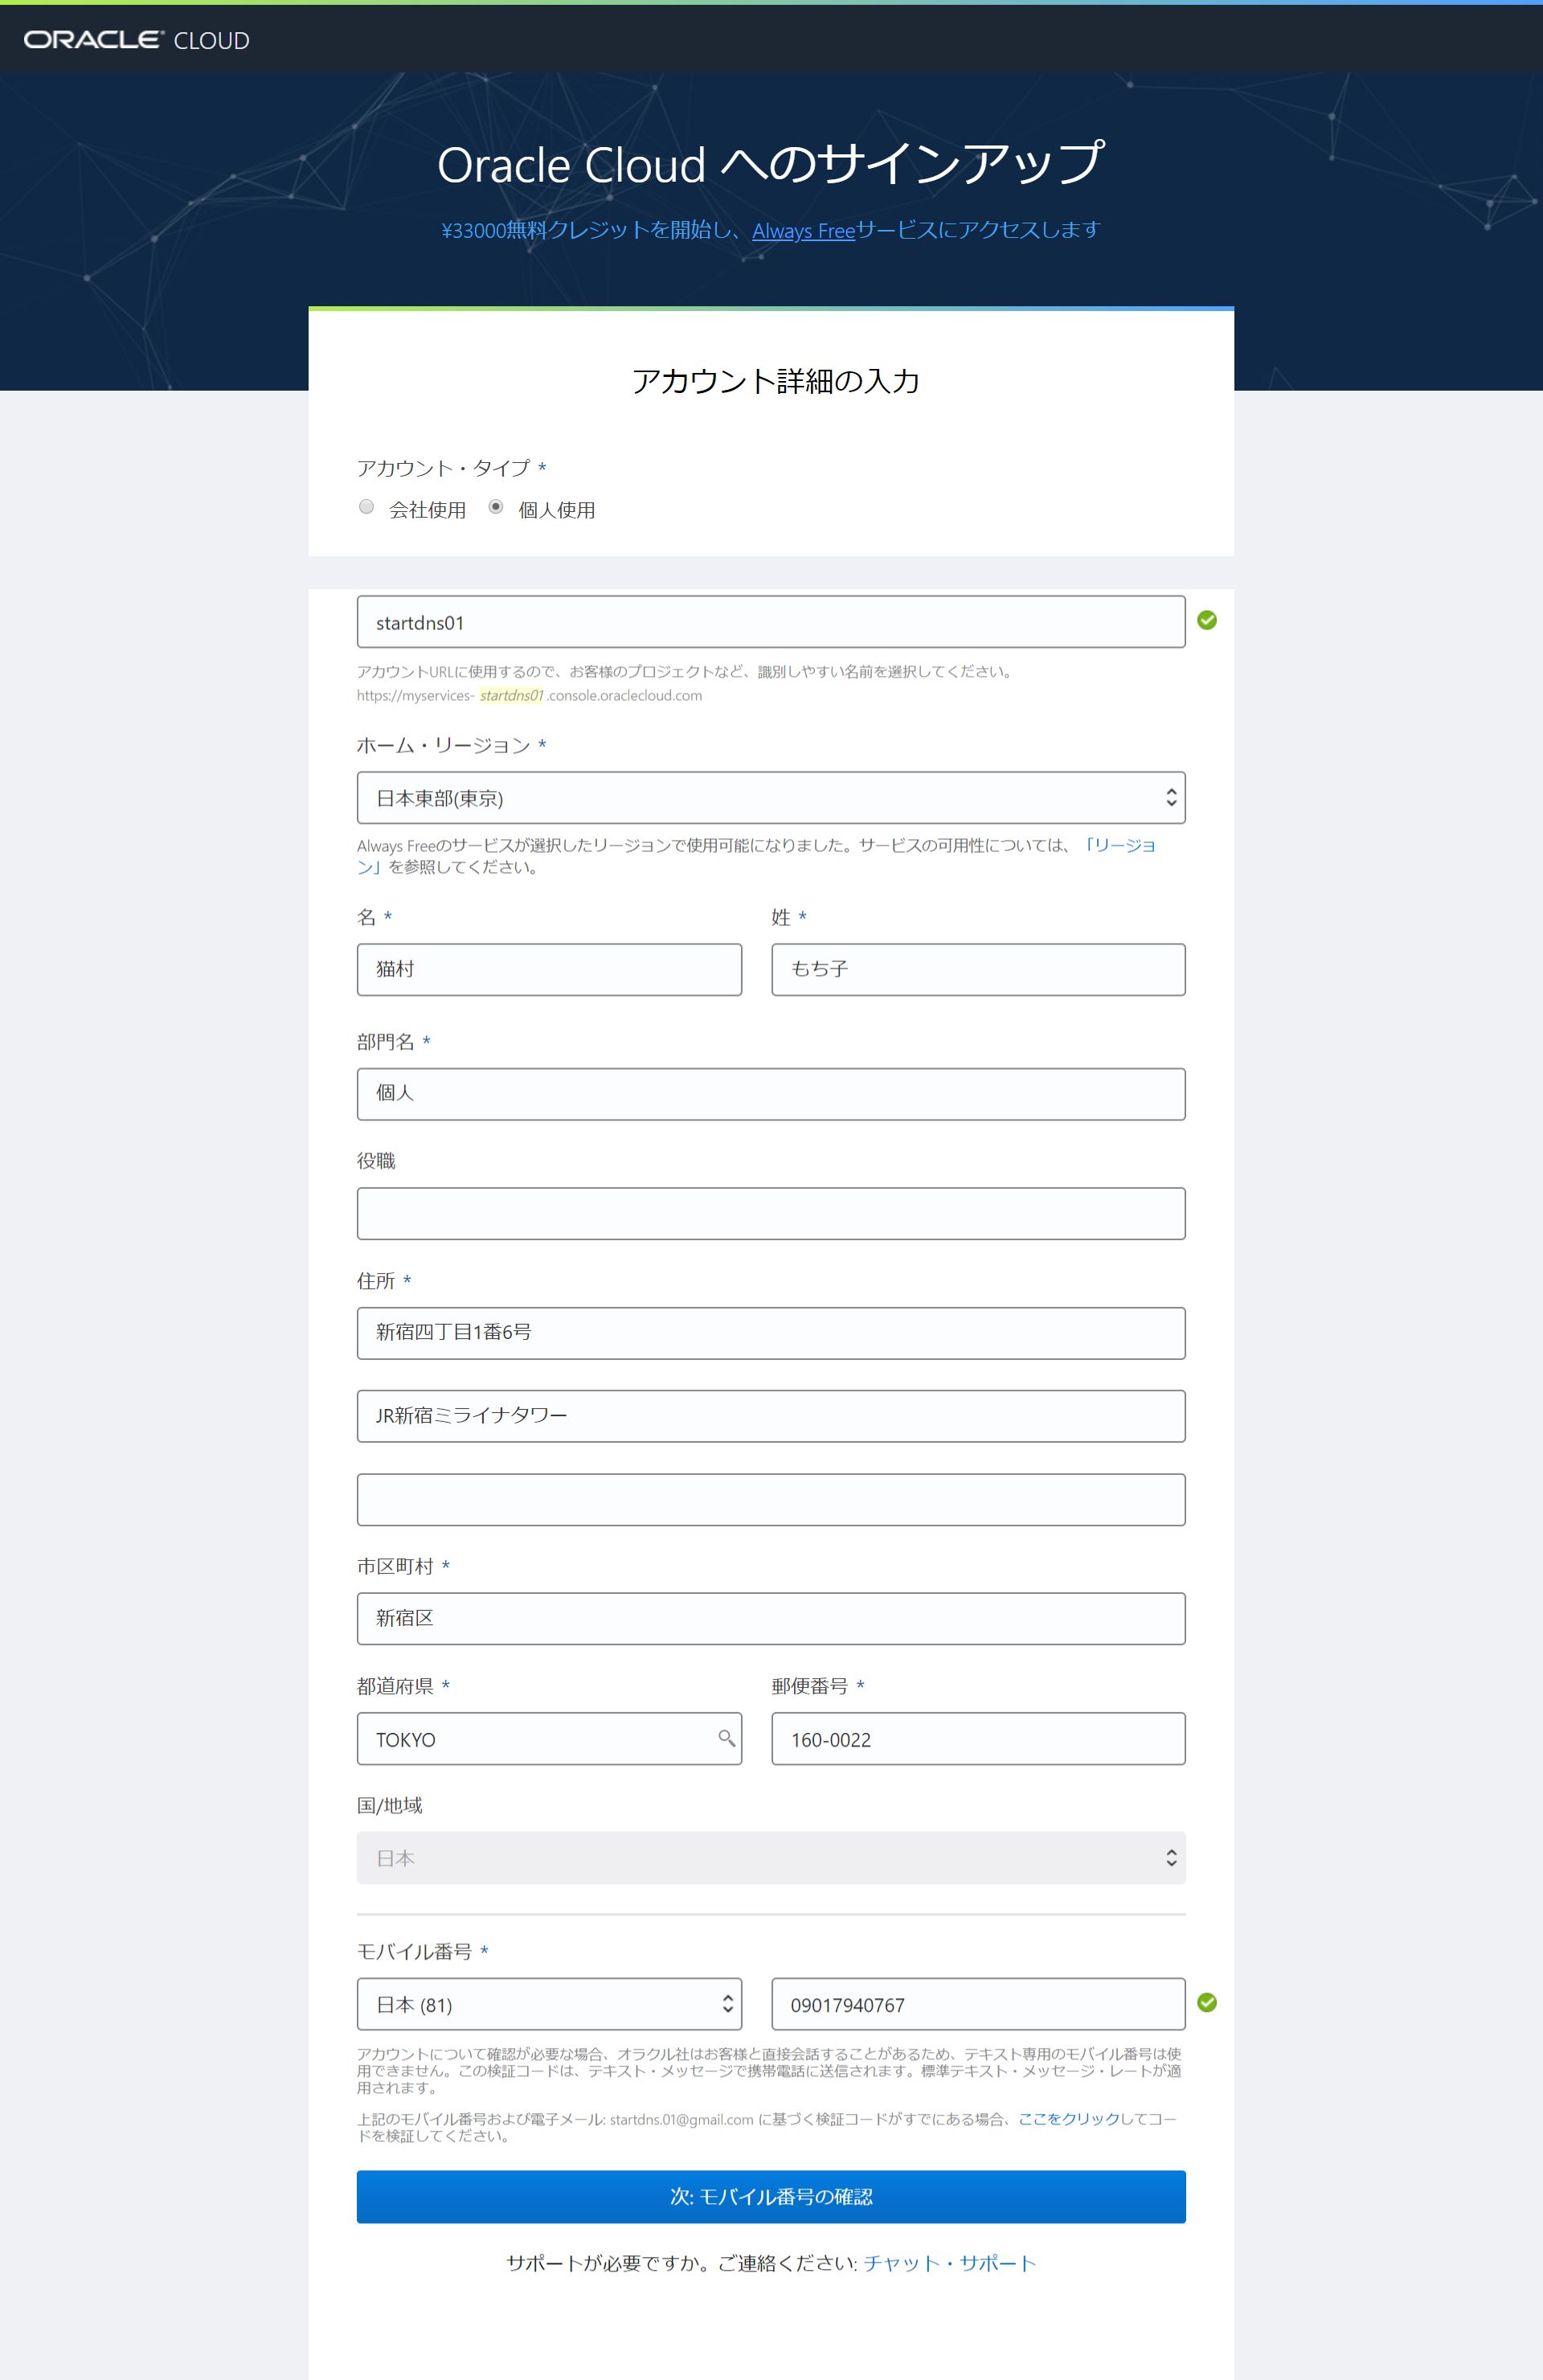 ORACLE® CLOUD
Oracle Cloud へのサインアップ
¥33000無料クレジットを開始し、Always Freeサービスにアクセスします
アカウント詳細の入力
アカウント・タイプ *
会社使用 個人使用
startdns01
アカウントURLに使用するので、お客様のプロジェクトなど、識別しやすい名前を選択してください。
https://myservices- startdns01 .console.oraclecloud.com
ホーム・リージョン *
日本東部(東京)
Always Freeのサービスが選択したリージョンで使用可能になりました。サービスの可用性については、「リージョ
ン」を参照してください。
名 * 姓 *
猫村 もち子
部門名 *
個人
役職
住所 *
新宿四丁目1番6号
JR新宿ミライナタワー
市区町村 *
新宿区
都道府県 * 郵便番号 *
TOKYO 160-0022
国/地域
日本
モバイル番号 *
日本 (81) 09017940767
アカウントについて確認が必要な場合、オラクル社はお客様と直接会話することがあるため、テキスト専用のモバイル番号は使
用できません。この検証コードは、テキスト・メッセージで携帯電話に送信されます。標準テキスト・メッセージ・レートが適
用されます。
上記のモバイル番号および電子メール: startdns.01@gmail.com に基づく検証コードがすでにある場合、ここをクリックしてコー
ドを検証してください。
次: モバイル番号の確認
サポートが必要ですか。ご連絡ください: チャット・サポート